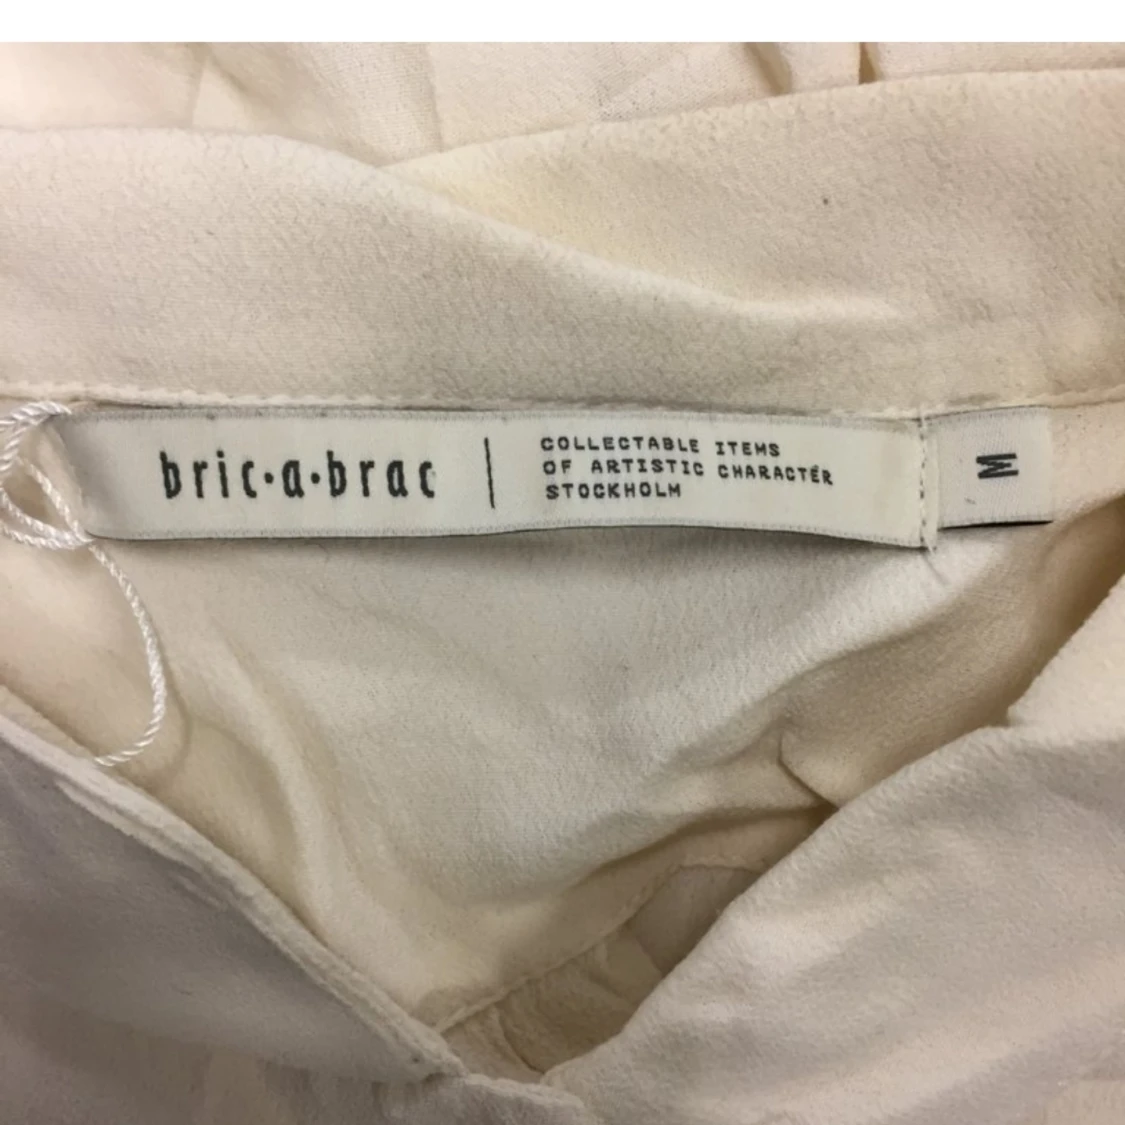 bric•a•brac
COLLECTABLE ITEMS
OF ARTISTIC CHARACTER
STOCKHOLM
M